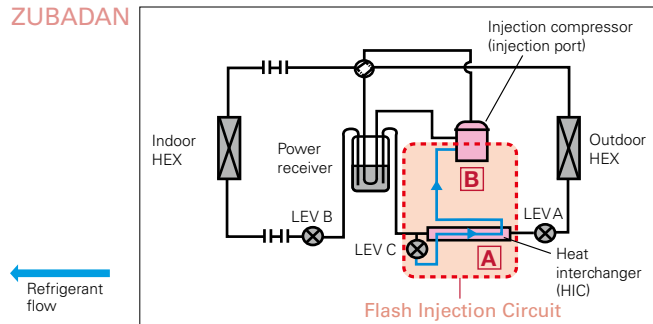 ZUBADAN
Injection compressor
(injection port)
Indoor
HEX
Power
receiver
Outdoor
HEX
B
LEV B
LEV A
LEV C
A
Heat
interchanger
(HIC)
Refrigerant
flow
Flash Injection Circuit